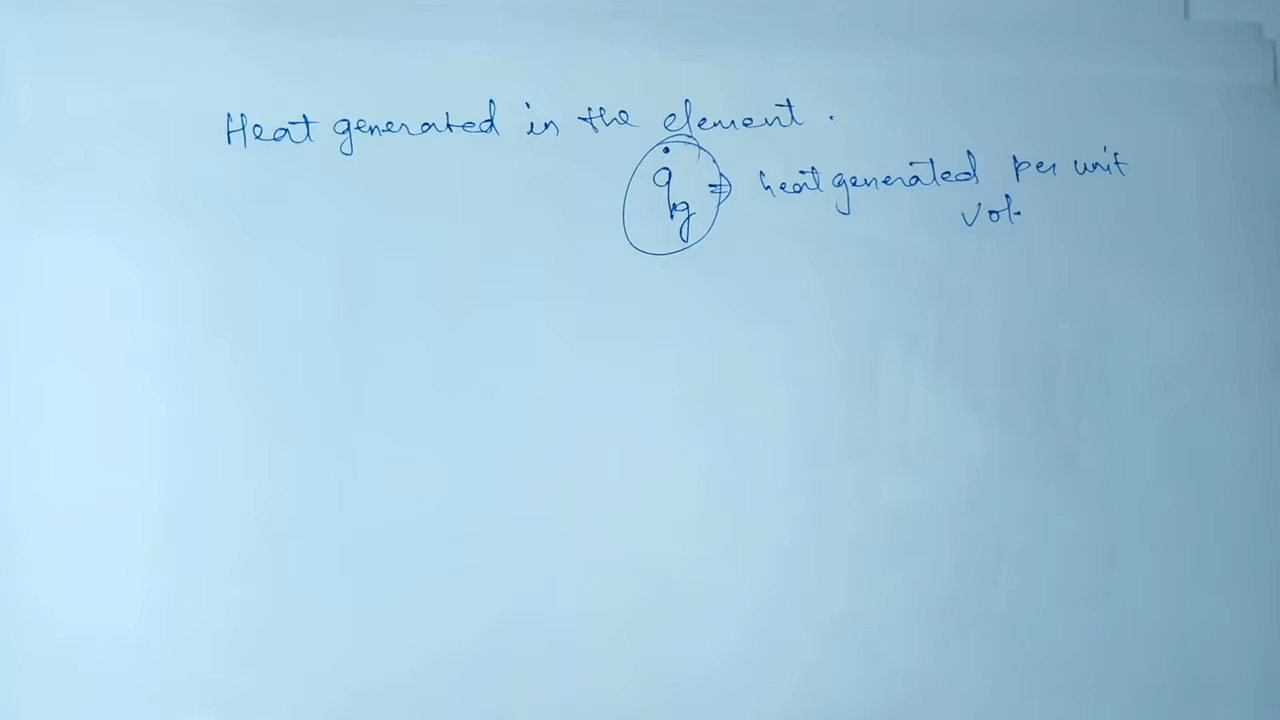 Heat generated in the element.
q̇g ⇒ heat generated per unit
vol.